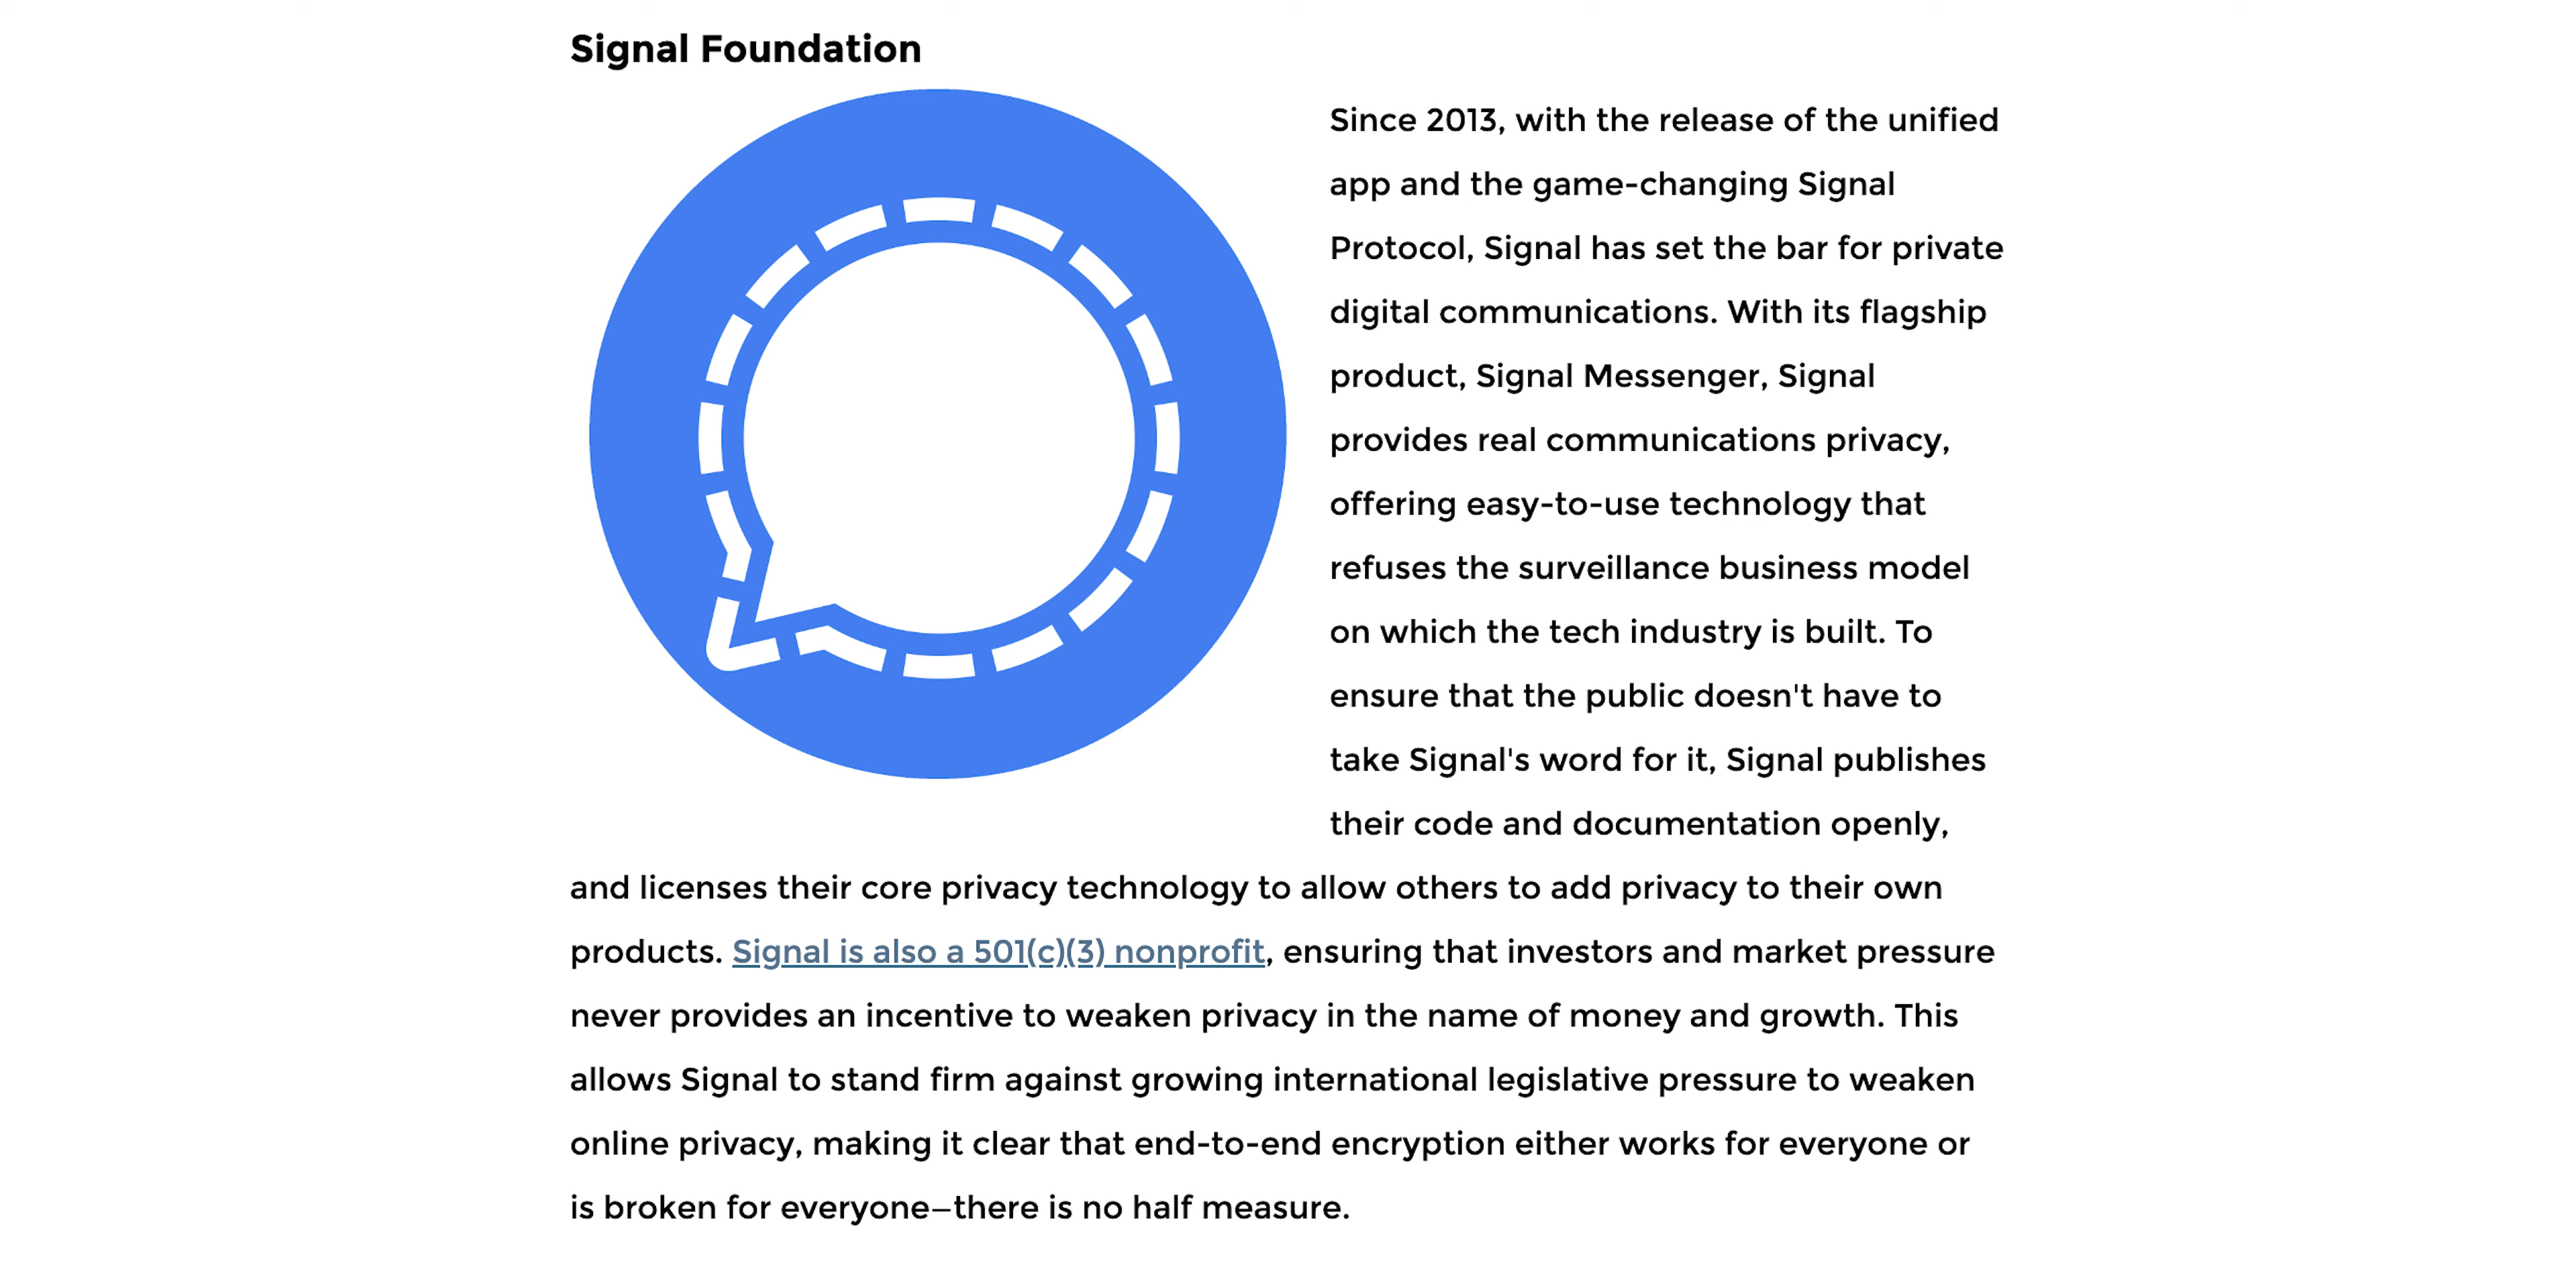 Signal Foundation
Since 2013, with the release of the unified
app and the game-changing Signal
Protocol, Signal has set the bar for private
digital communications. With its flagship
product, Signal Messenger, Signal
provides real communications privacy,
offering easy-to-use technology that
refuses the surveillance business model
on which the tech industry is built. To
ensure that the public doesn't have to
take Signal's word for it, Signal publishes
their code and documentation openly,
and licenses their core privacy technology to allow others to add privacy to their own
products. Signal is also a 501(c)(3) nonprofit, ensuring that investors and market pressure
never provides an incentive to weaken privacy in the name of money and growth. This
allows Signal to stand firm against growing international legislative pressure to weaken
online privacy, making it clear that end-to-end encryption either works for everyone or
is broken for everyone—there is no half measure.